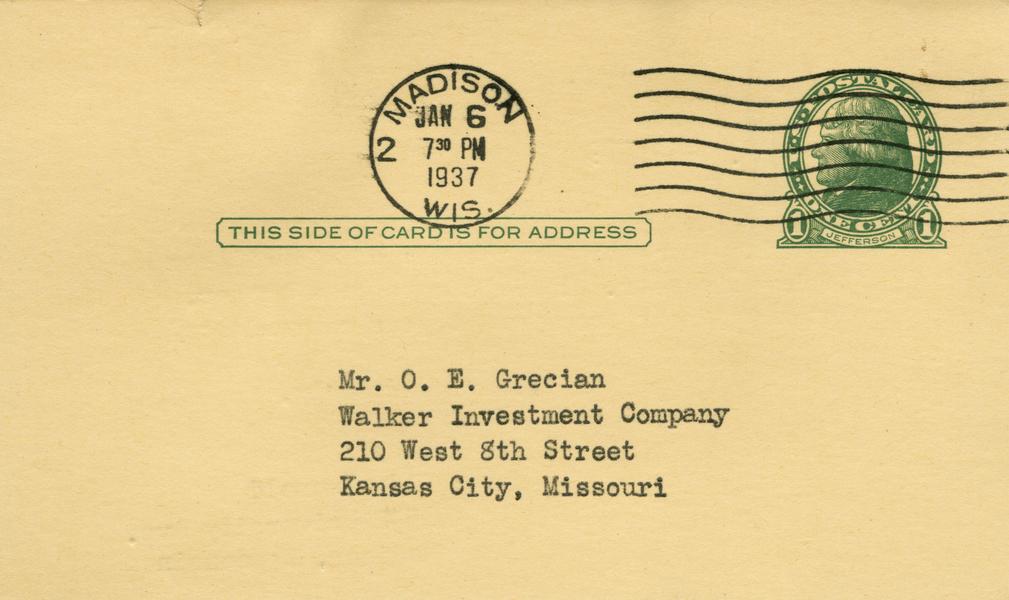 MADISON
JAN 6
2 7³⁰ PM
1937
WIS.
U.S. POSTAL CARD
ONE CENT
1 JEFFERSON 1
THIS SIDE OF CARD IS FOR ADDRESS
Mr. O. E. Grecian
Walker Investment Company
210 West 8th Street
Kansas City, Missouri